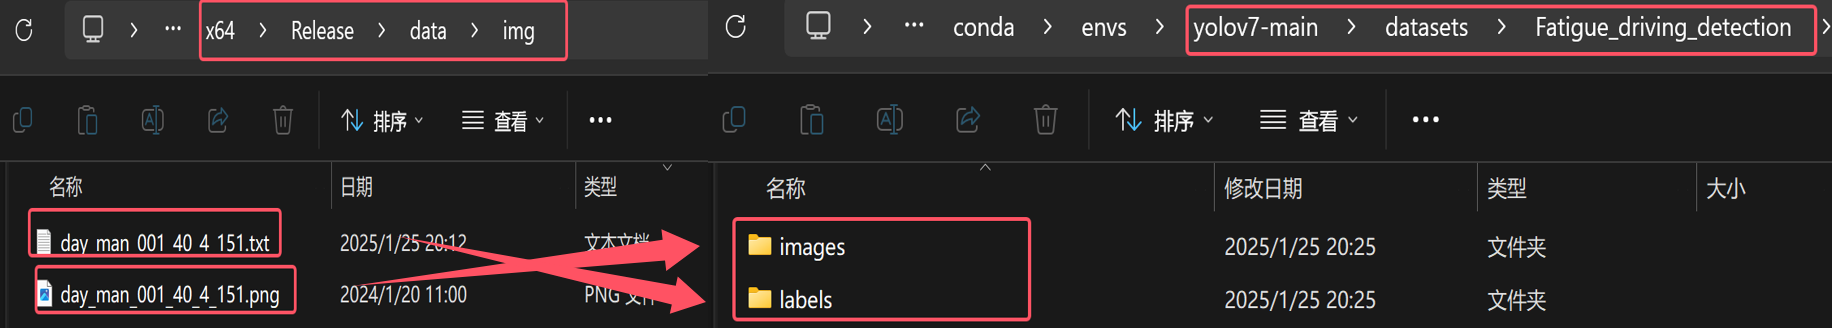 x64 > Release > data > img
排序 查看
名称 日期 类型
day_man_001_40_4_151.txt 2025/1/25 20:12 文本文档
day_man_001_40_4_151.png 2024/1/20 11:00 PNG 文件
conda > envs > yolov7-main > datasets > Fatigue_driving_detection >
排序 查看
名称 修改日期 类型 大小
images 2025/1/25 20:25 文件夹
labels 2025/1/25 20:25 文件夹